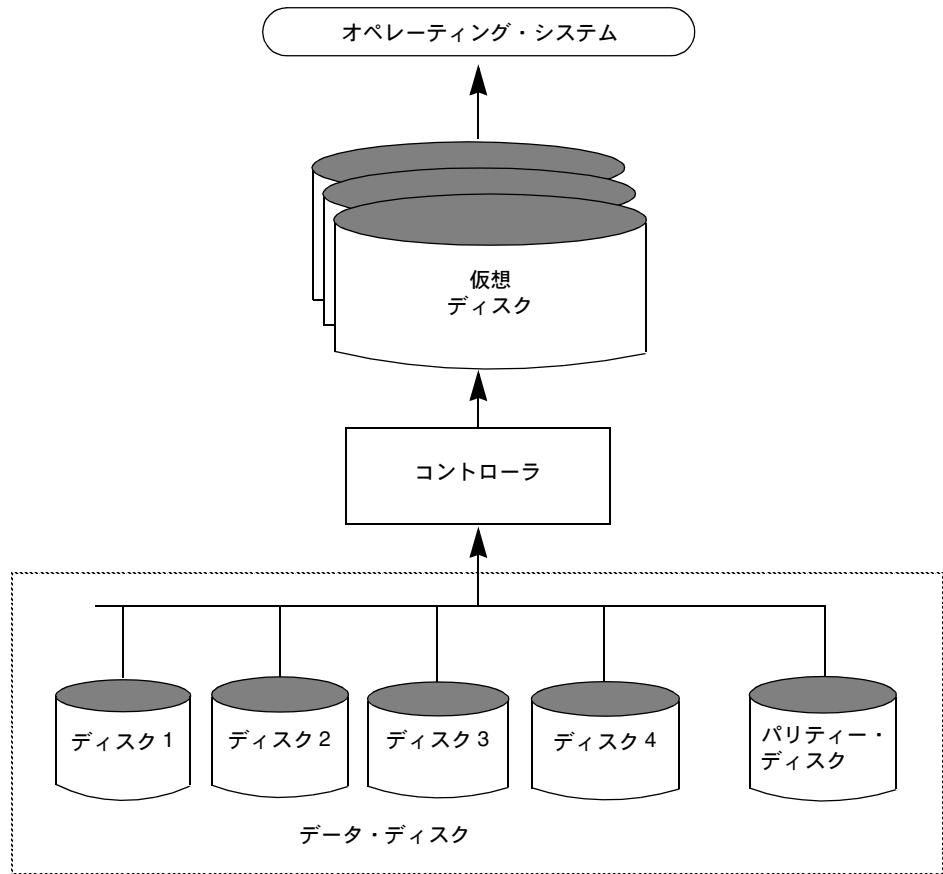 オペレーティング・システム
仮想
ディスク
コントローラ
ディスク 1
ディスク 2
ディスク 3
ディスク 4
パリティー・
ディスク
データ・ディスク